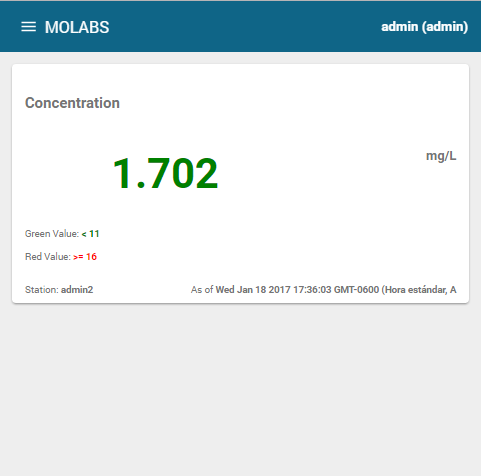 MOLABS
admin (admin)
Concentration
1.702
mg/L
Green Value: < 11
Red Value: >= 16
Station: admin2
As of Wed Jan 18 2017 17:36:03 GMT-0600 (Hora estándar, A